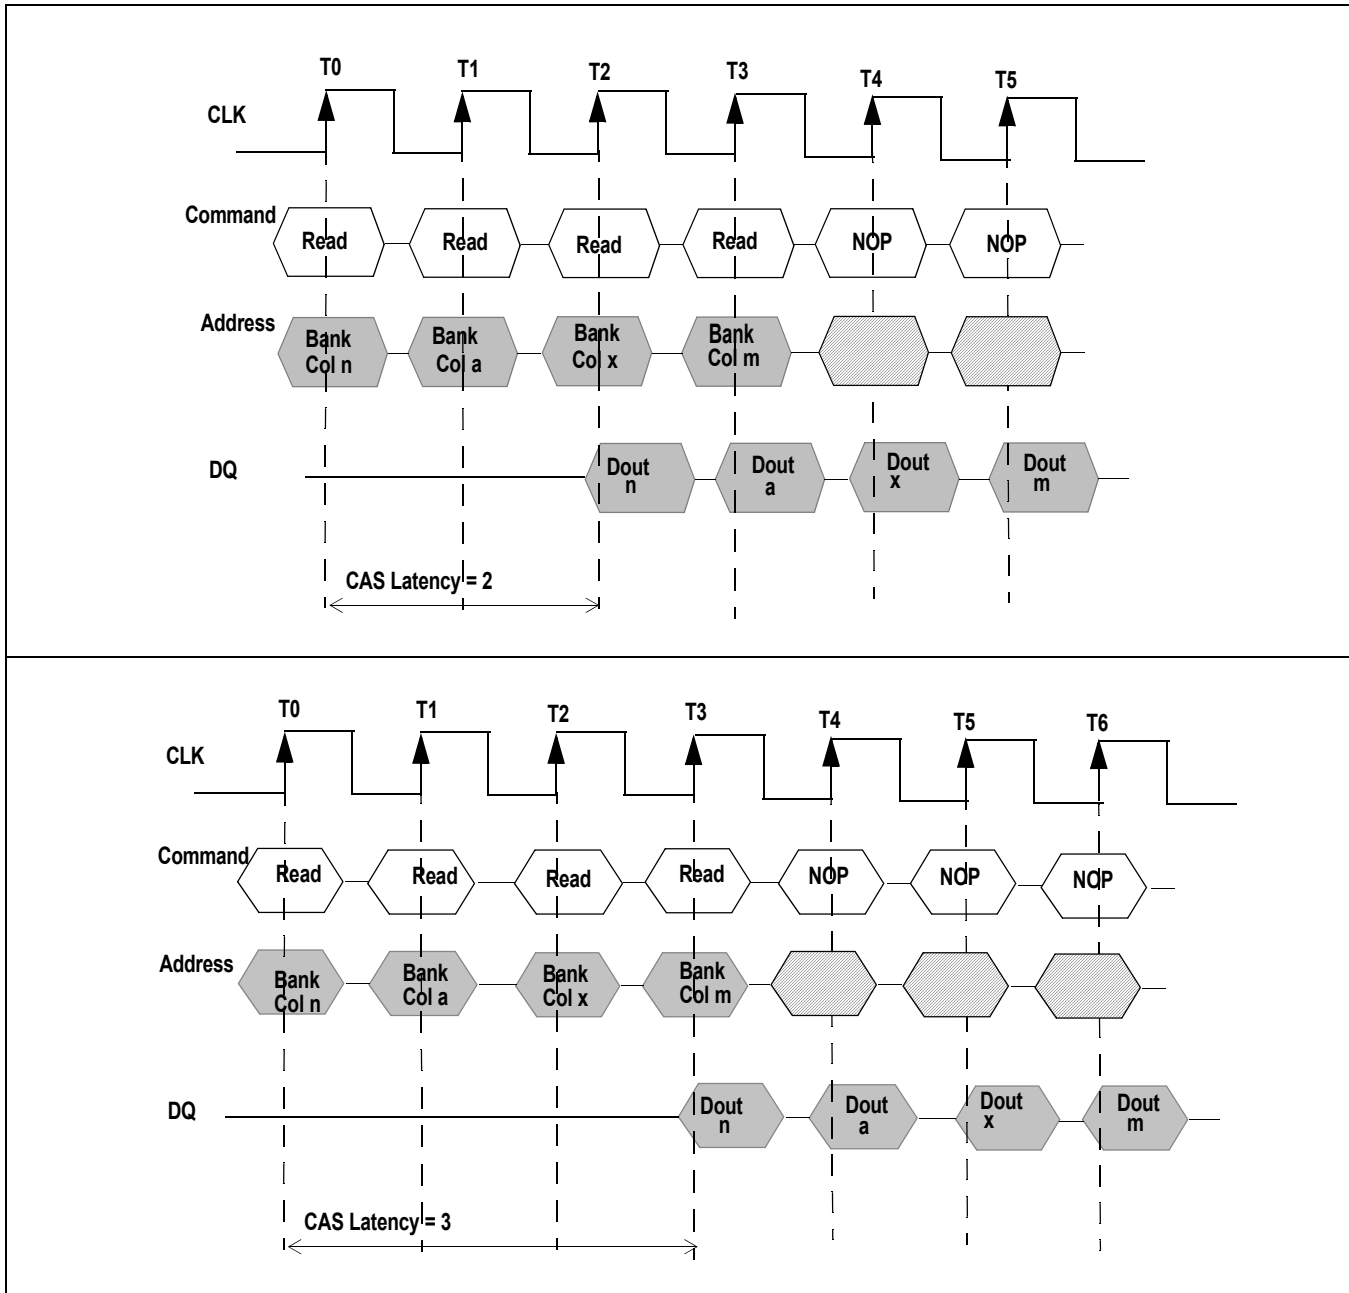 T0 T1 T2 T3 T4 T5
CLK
Command
Read Read Read Read NOP NOP
Address
Bank Bank Bank Bank
Col n Col a Col x Col m
DQ
Dout Dout Dout Dout
n a x m
CAS Latency = 2
T0 T1 T2 T3 T4 T5 T6
CLK
Command
Read Read Read Read NOP NOP NOP
Address
Bank Bank Bank Bank
Col n Col a Col x Col m
DQ
Dout Dout Dout Dout
n a x m
CAS Latency = 3